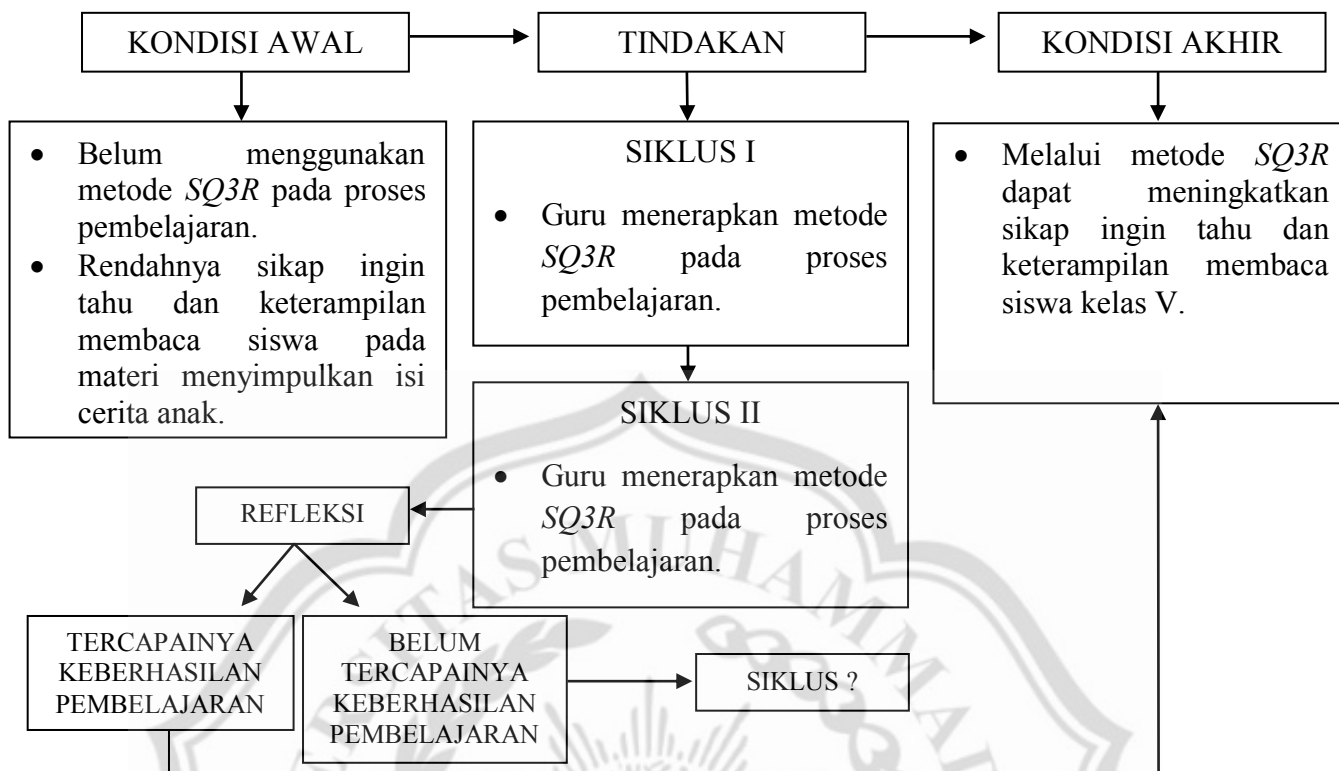 KONDISI AWAL
TINDAKAN
KONDISI AKHIR
• Belum menggunakan
metode SQ3R pada proses
pembelajaran.
• Rendahnya sikap ingin
tahu dan keterampilan
membaca siswa pada
materi menyimpulkan isi
cerita anak.
SIKLUS I
• Guru menerapkan metode
SQ3R pada proses
pembelajaran.
• Melalui metode SQ3R
dapat meningkatkan
sikap ingin tahu dan
keterampilan membaca
siswa kelas V.
SIKLUS II
• Guru menerapkan metode
SQ3R pada proses
pembelajaran.
REFLEKSI
TERCAPAINYA
KEBERHASILAN
PEMBELAJARAN
BELUM
TERCAPAINYA
KEBERHASILAN
PEMBELAJARAN
SIKLUS ?